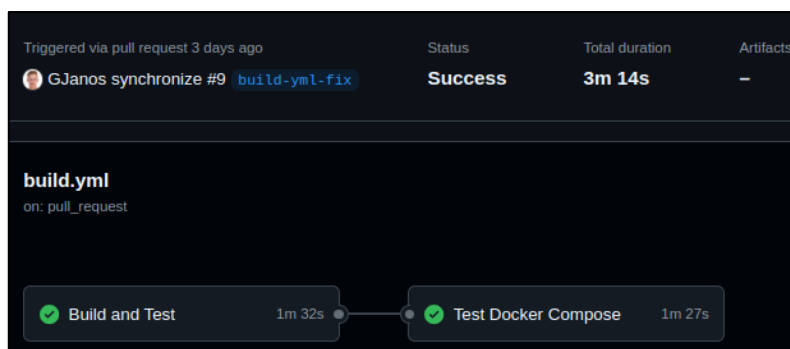 Triggered via pull request 3 days ago
GJanos synchronize #9 build-yml-fix
Status
Success
Total duration
3m 14s
Artifacts
–
build.yml
on: pull_request
Build and Test 1m 32s
Test Docker Compose 1m 27s